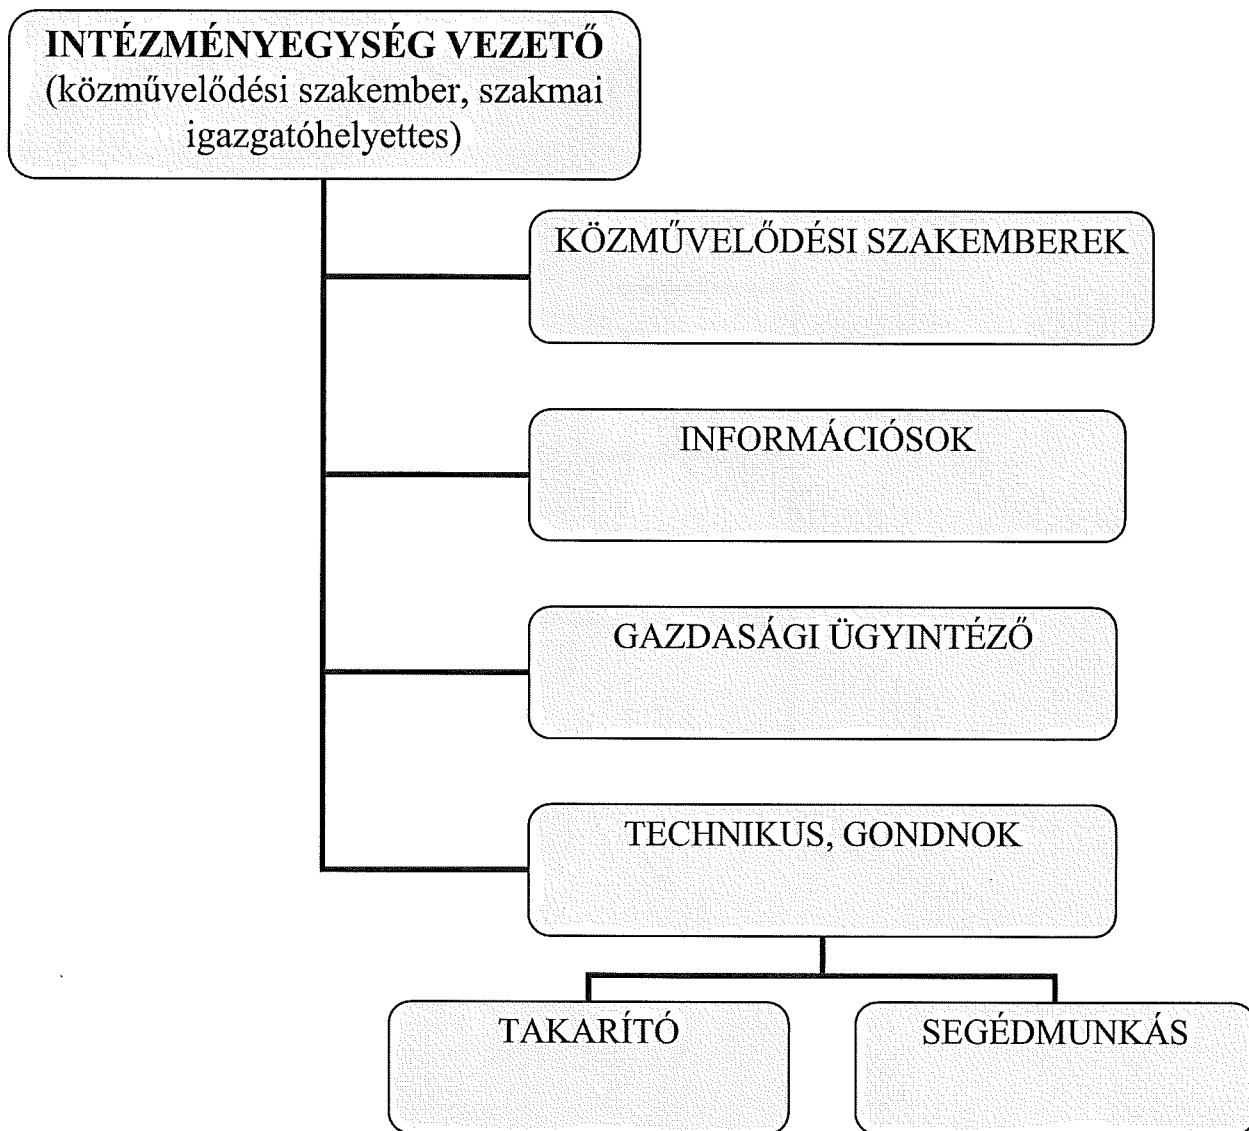 INTÉZMÉNYEGYSÉG VEZETŐ
(közművelődési szakember, szakmai
igazgatóhelyettes)
KÖZMŰVELŐDÉSI SZAKEMBEREK
INFORMÁCIÓSOK
GAZDASÁGI ÜGYINTÉZŐ
TECHNIKUS, GONDNOK
TAKARÍTÓ
SEGÉDMUNKÁS